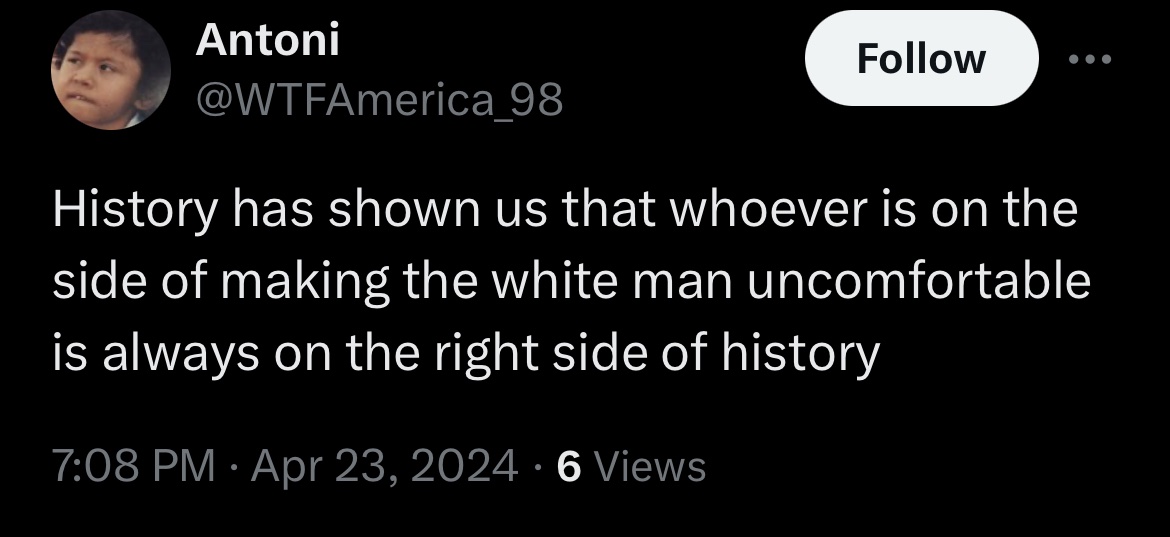 Antoni
Follow
@WTFAmerica_98
History has shown us that whoever is on the
side of making the white man uncomfortable
is always on the right side of history
7:08 PM · Apr 23, 2024 · 6 Views